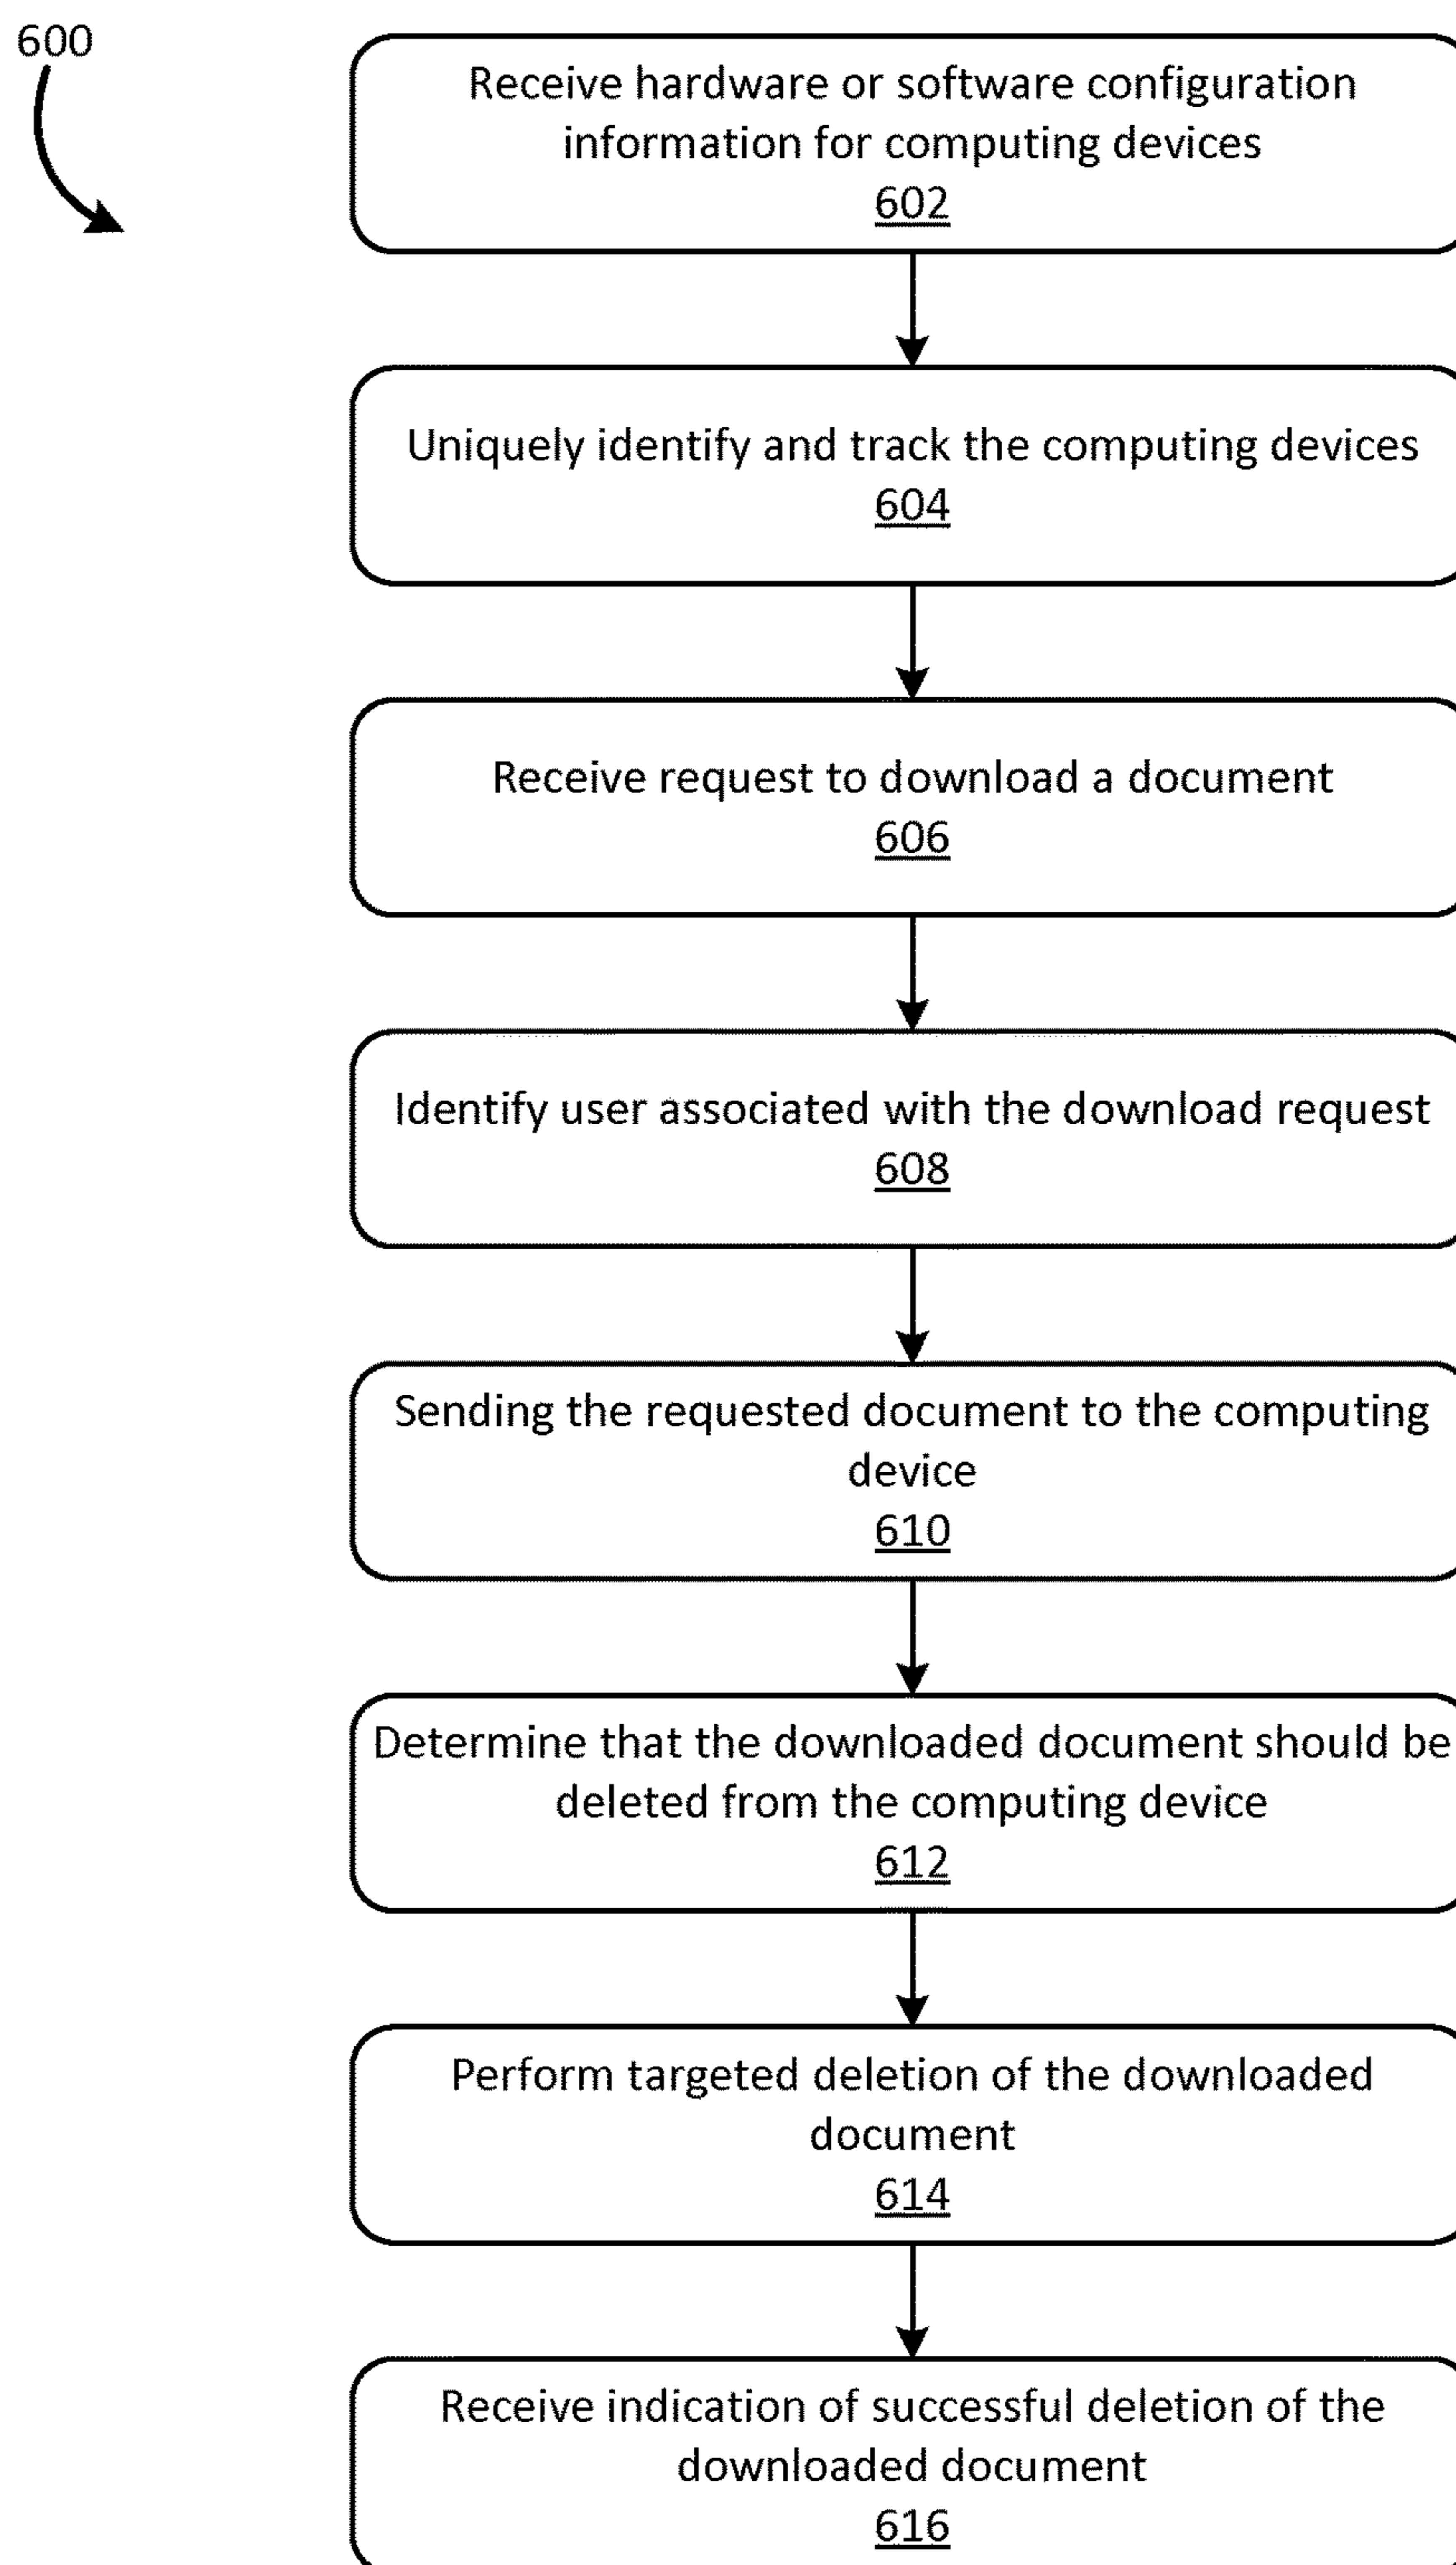 600
Receive hardware or software configuration
information for computing devices
602
Uniquely identify and track the computing devices
604
Receive request to download a document
606
Identify user associated with the download request
608
Sending the requested document to the computing
device
610
Determine that the downloaded document should be
deleted from the computing device
612
Perform targeted deletion of the downloaded
document
614
Receive indication of successful deletion of the
downloaded document
616